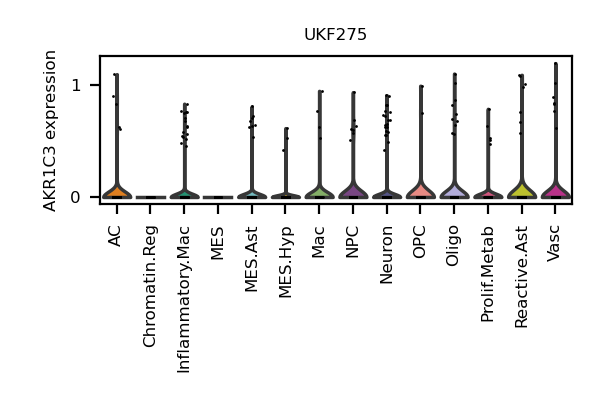 UKF275
AKR1C3 expression
1
0
AC
Chromatin.Reg
Inflammatory.Mac
MES
MES.Ast
MES.Hyp
Mac
NPC
Neuron
OPC
Oligo
Prolif.Metab
Reactive.Ast
Vasc